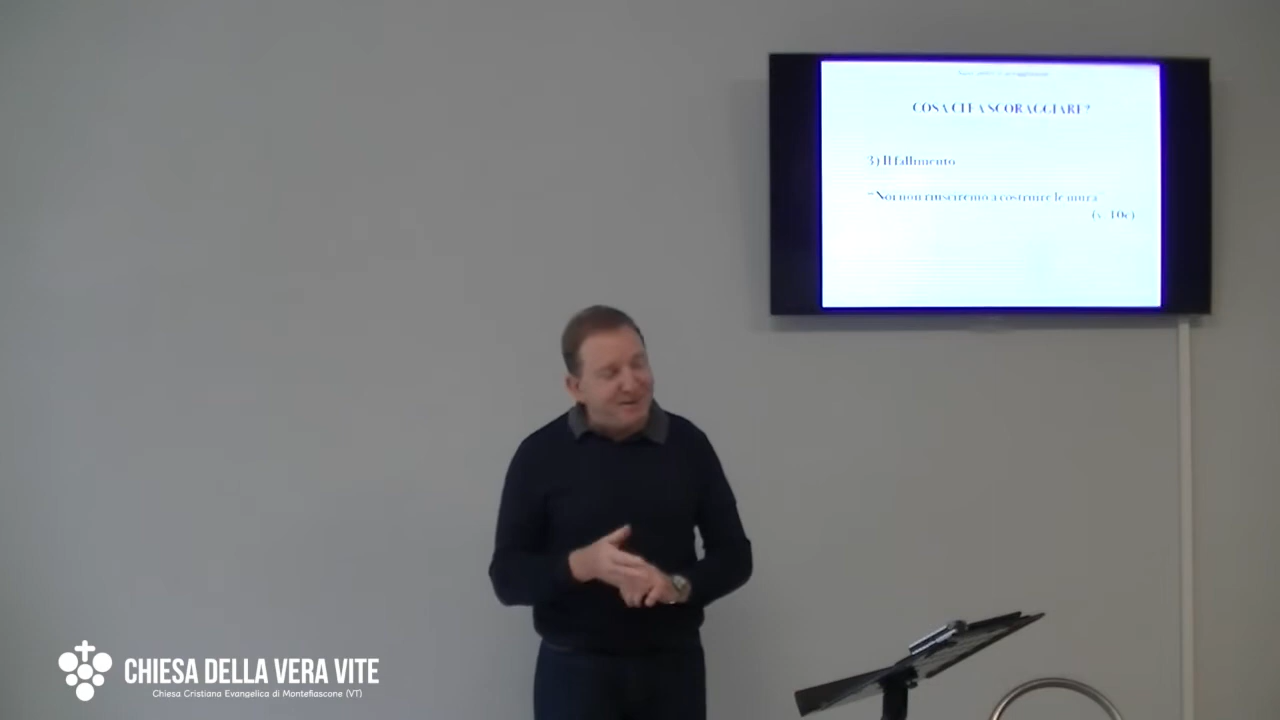 COSA CI FA SCORAGGIARE?
3) Il fallimento
“Noi non riusciremo a costruire le mura
(v. 10c)
CHIESA DELLA VERA VITE
Chiesa Cristiana Evangelica di Montefiascone (VT)